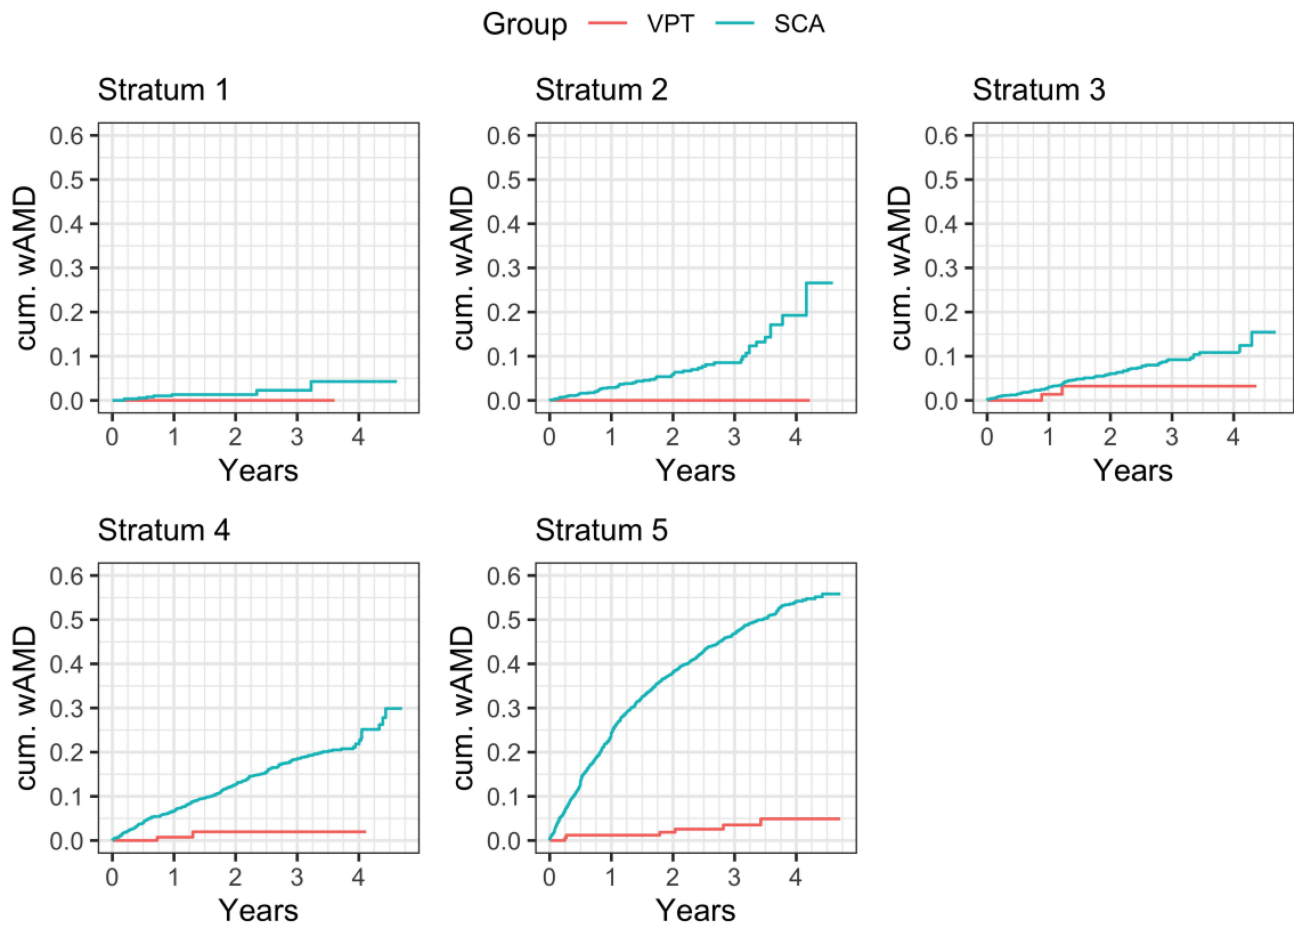 Group VPT SCA
Stratum 1
Stratum 2
Stratum 3
0.6
0.5
0.4
0.3
0.2
0.1
0.0
cum. wAMD
0 1 2 3 4
Years
0.6
0.5
0.4
0.3
0.2
0.1
0.0
cum. wAMD
0 1 2 3 4
Years
0.6
0.5
0.4
0.3
0.2
0.1
0.0
cum. wAMD
0 1 2 3 4
Years
Stratum 4
Stratum 5
0.6
0.5
0.4
0.3
0.2
0.1
0.0
cum. wAMD
0 1 2 3 4
Years
0.6
0.5
0.4
0.3
0.2
0.1
0.0
cum. wAMD
0 1 2 3 4
Years